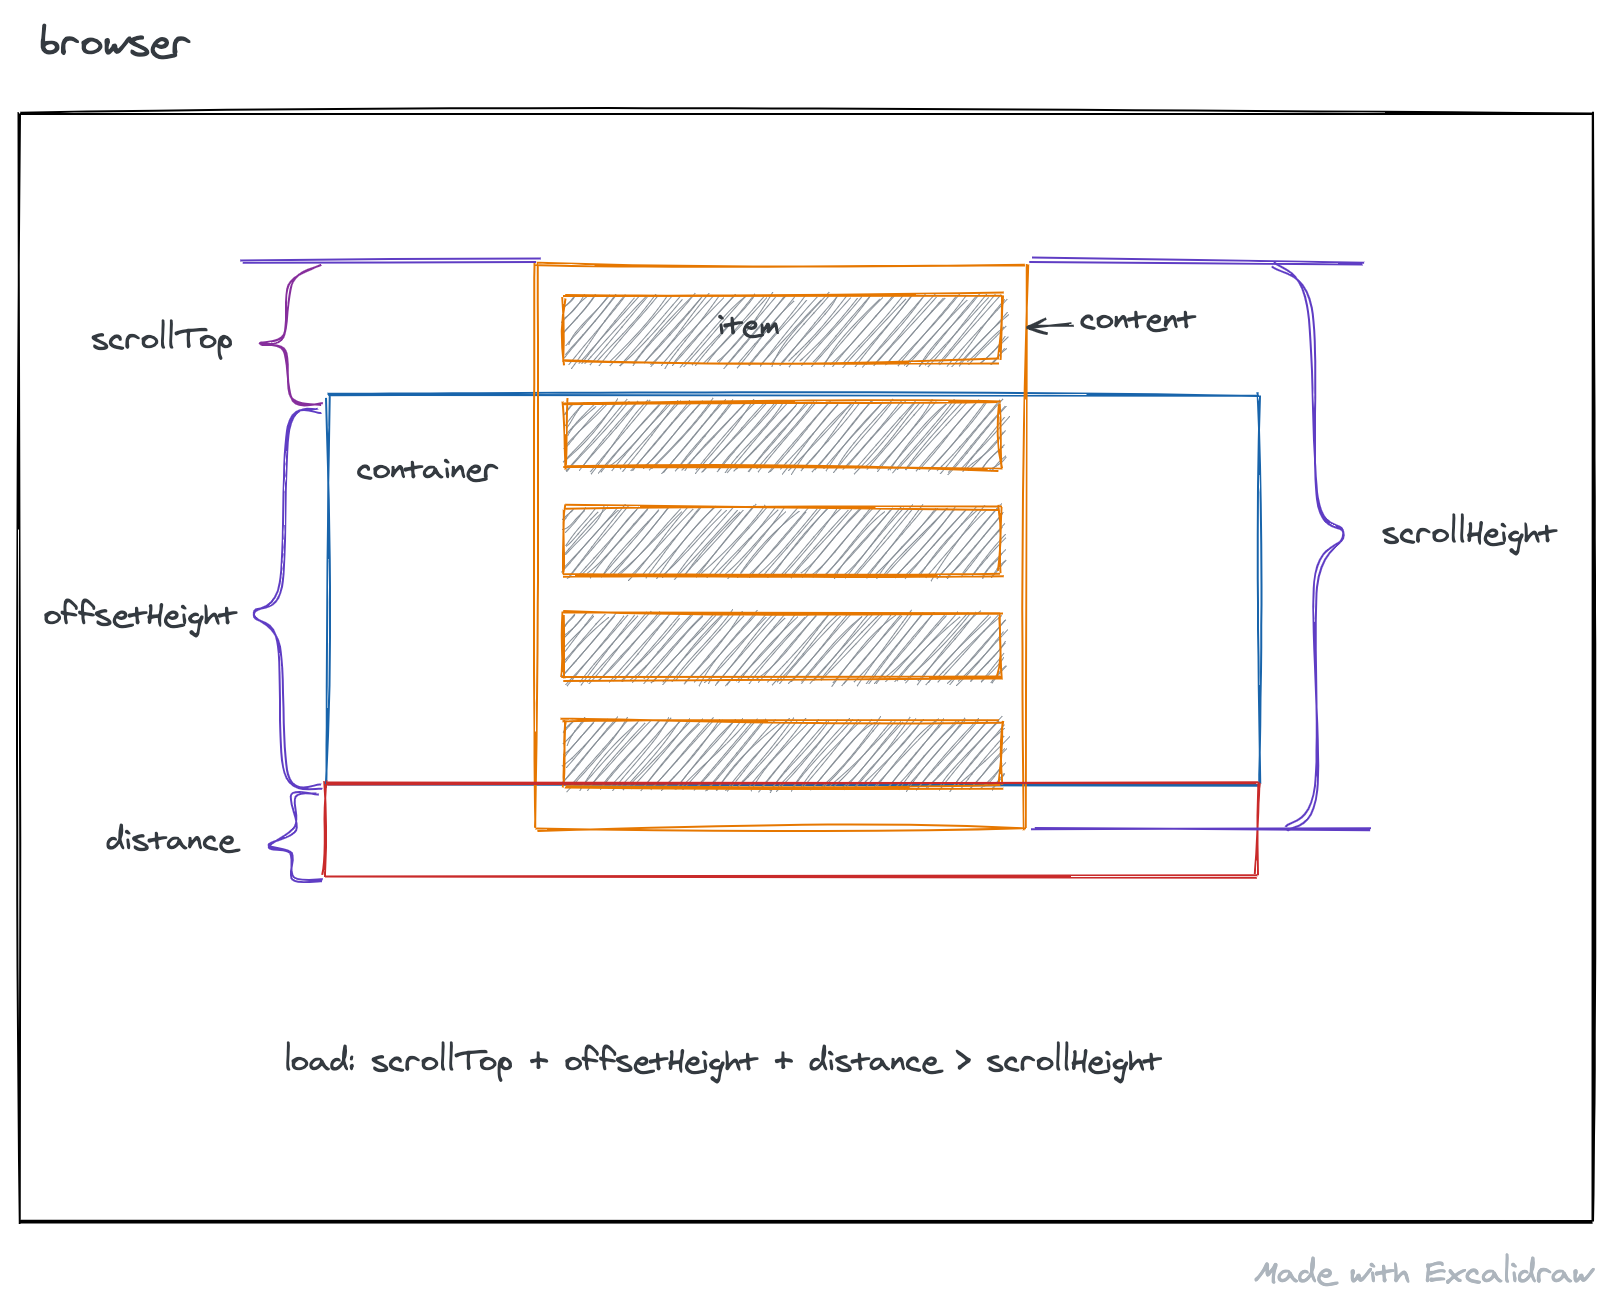 browser
item
content
scrollTop
container
scrollHeight
offsetHeight
distance
load: scrollTop + offsetHeight + distance > scrollHeight
Made with Excalidraw